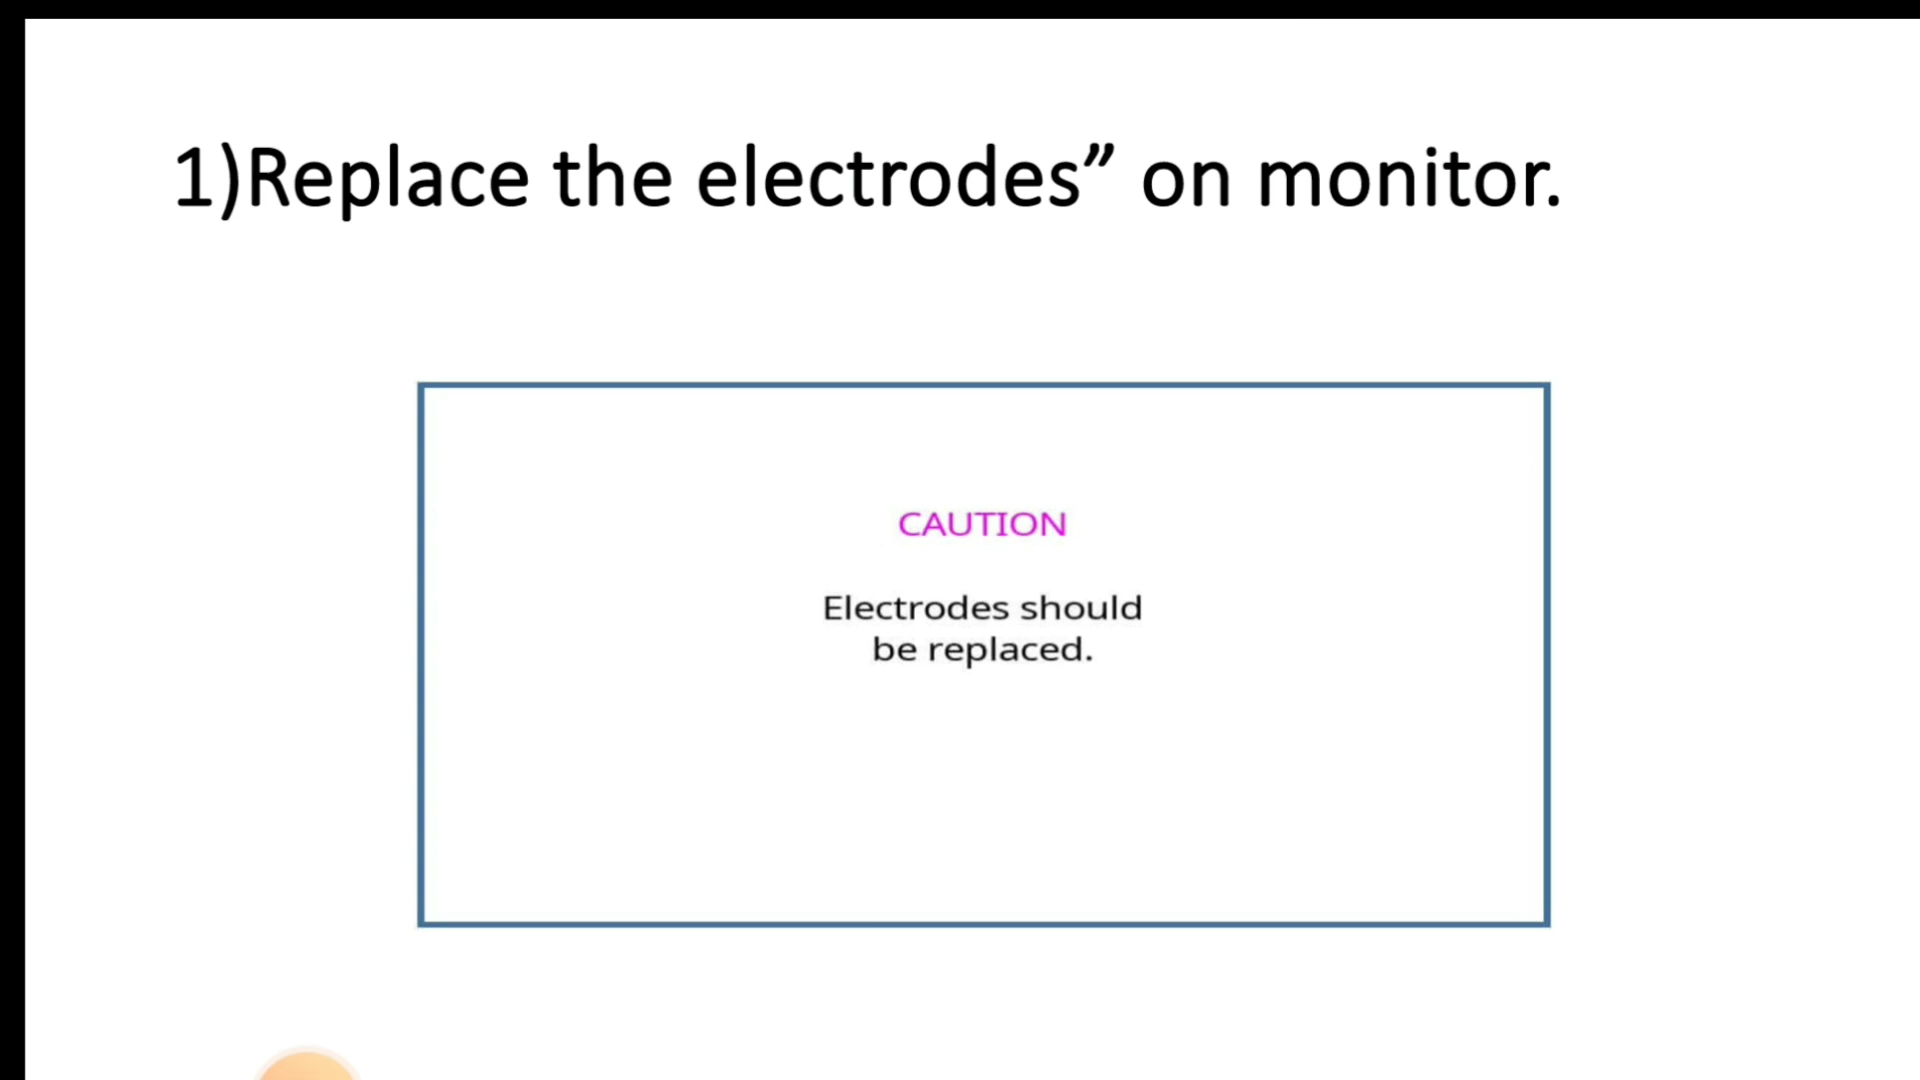 1)Replace the electrodes” on monitor.
CAUTION
Electrodes should
be replaced.